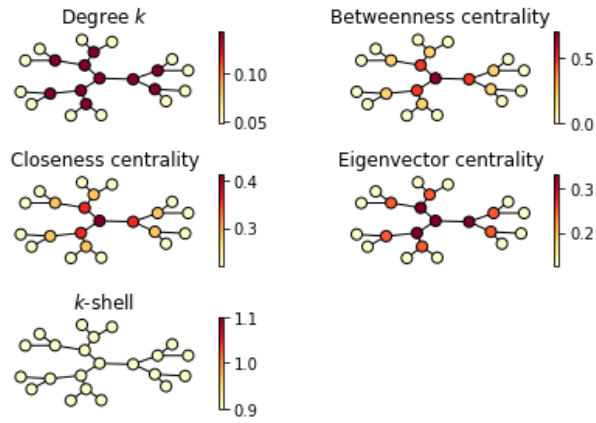 Degree k
0.10
0.05
Betweenness centrality
0.5
0.0
Closeness centrality
0.4
0.3
Eigenvector centrality
0.3
0.2
k-shell
1.1
1.0
0.9